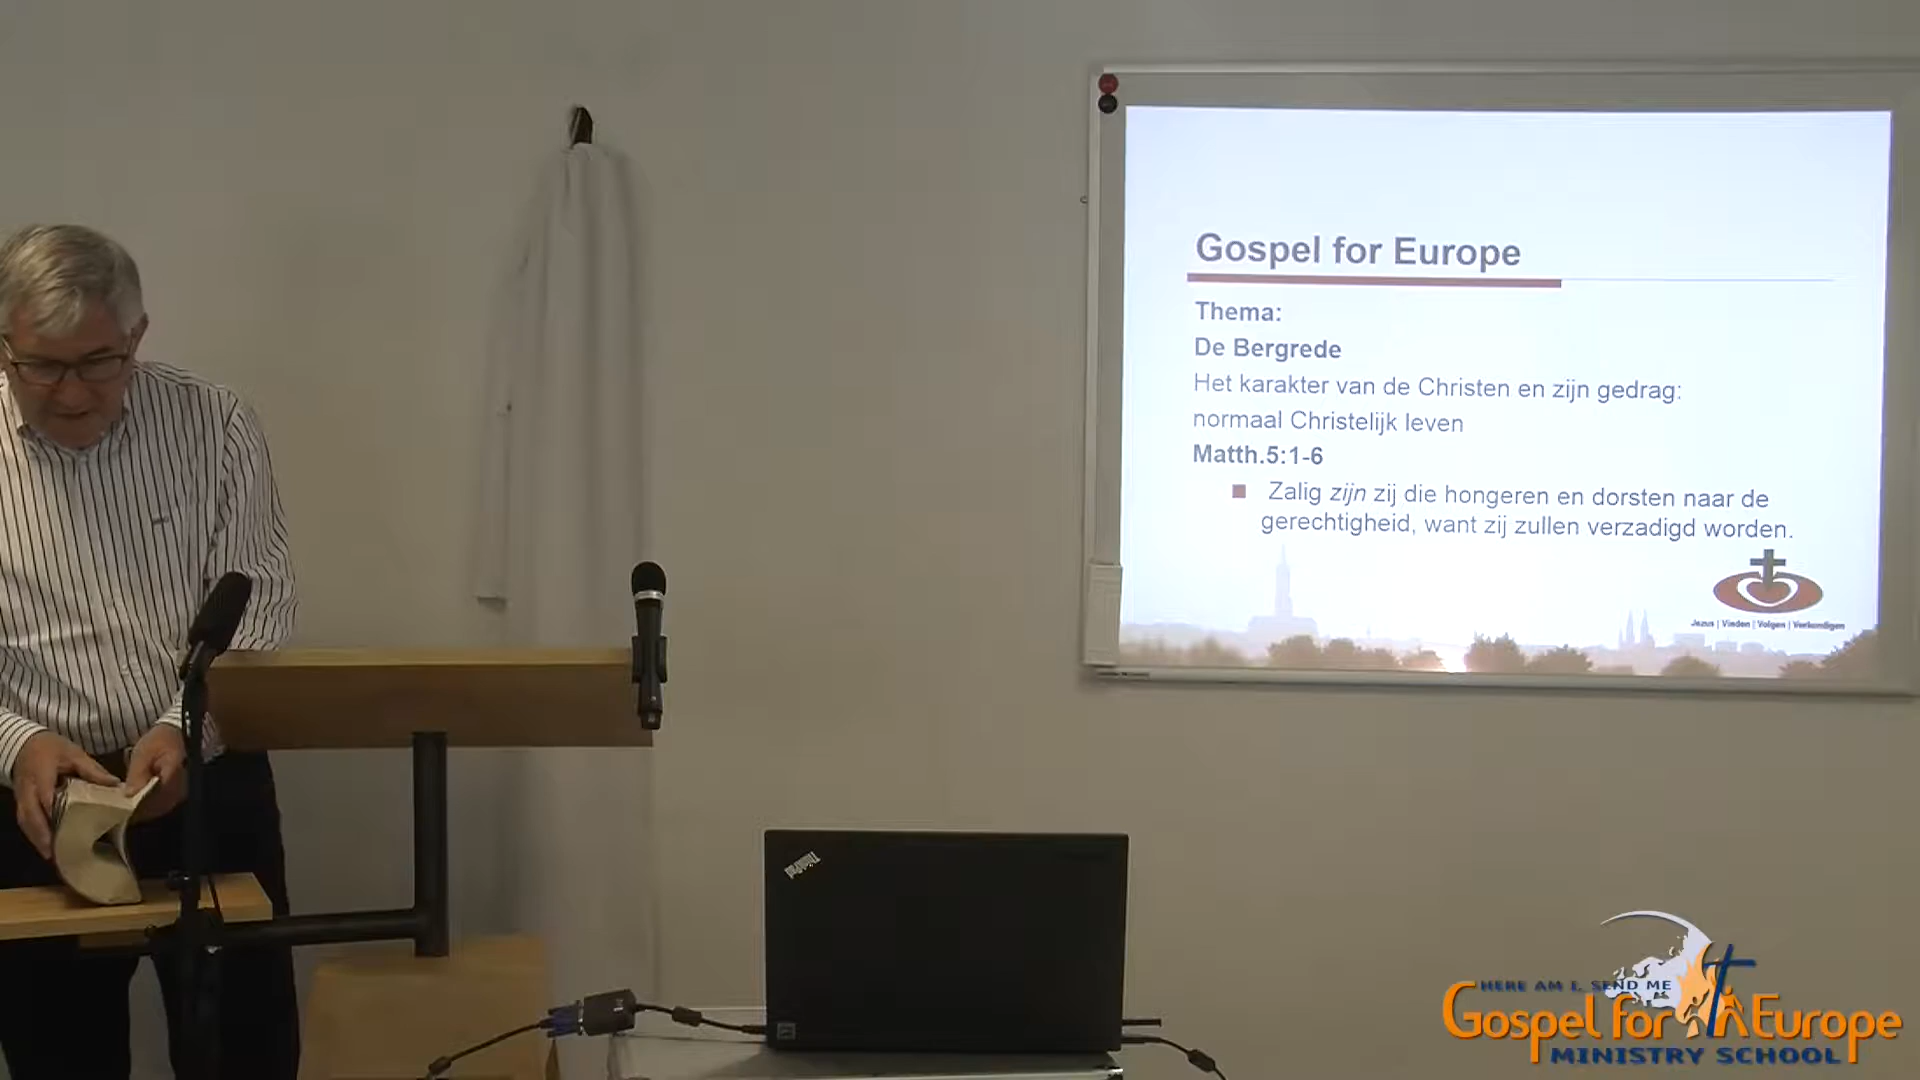 Gospel for Europe
Thema:
De Bergrede
Het karakter van de Christen en zijn gedrag:
normaal Christelijk leven
Matth.5:1-6
Zalig zijn zij die hongeren en dorsten naar de
gerechtigheid, want zij zullen verzadigd worden.
Jezus | Vinden | Volgen | Verkondigen
ThinkPad
HERE AM I, SEND ME
Gospel for Europe
MINISTRY SCHOOL